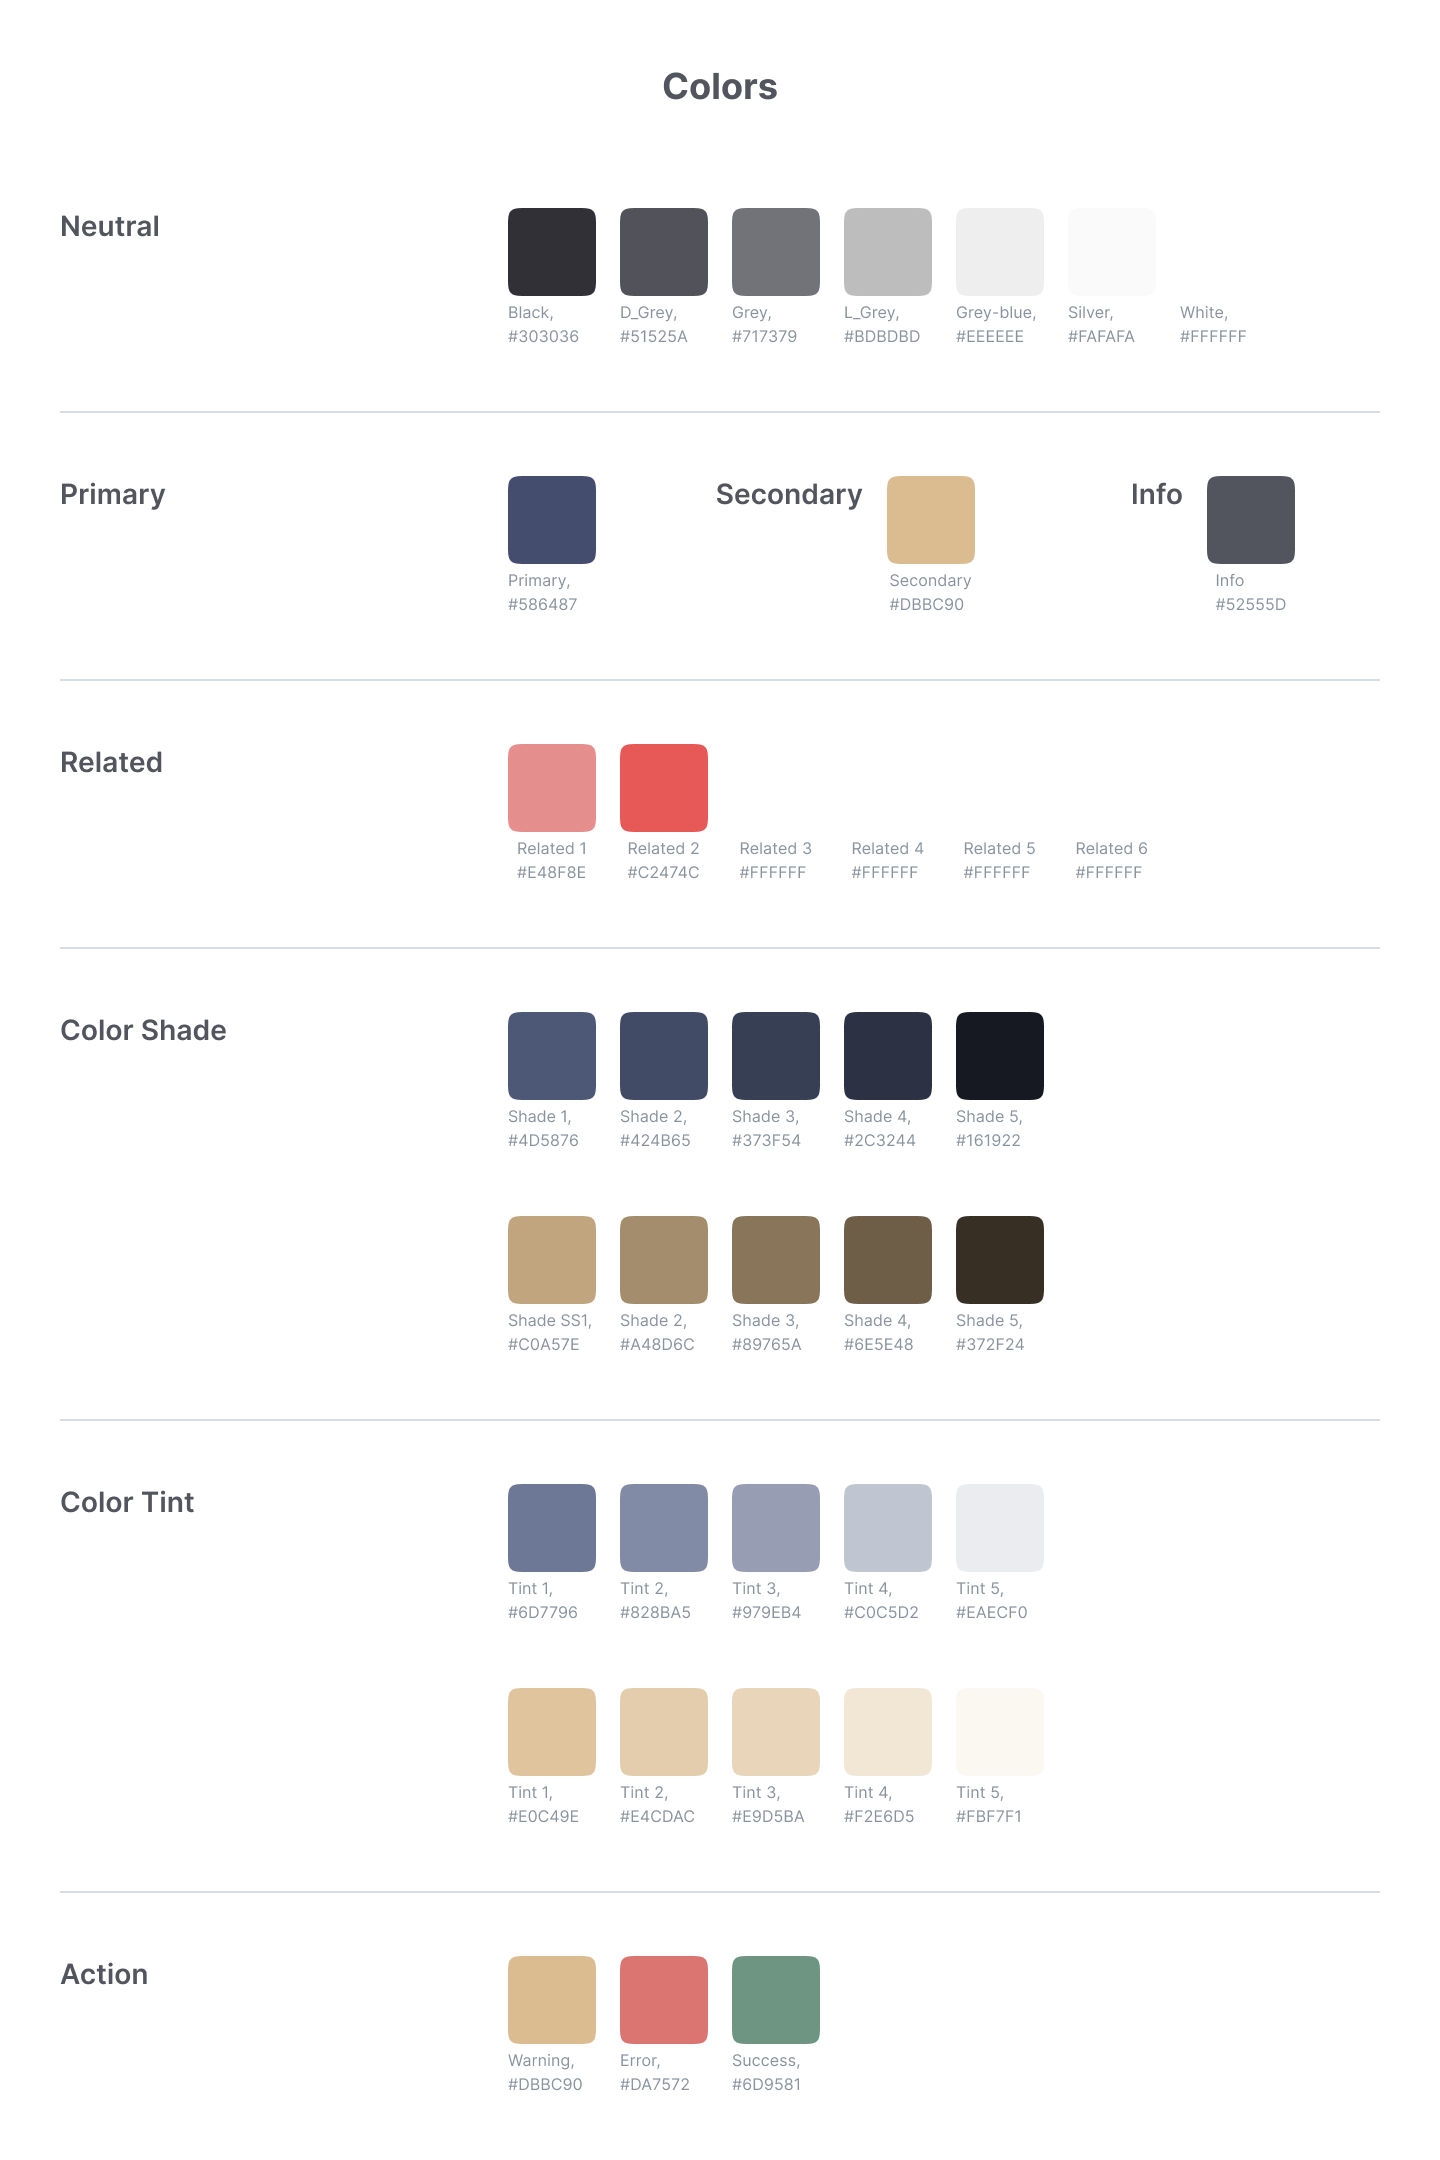 Colors
Neutral
Black,
#303036
D_Grey,
#51525A
Grey,
#717379
L_Grey,
#BDBDBD
Grey-blue,
#EEEEEE
Silver,
#FAFAFA
White,
#FFFFFF
Primary
Primary,
#586487
Secondary
Secondary
#DBBC90
Info
Info
#52555D
Related
Related 1
#E48F8E
Related 2
#C2474C
Related 3
#FFFFFF
Related 4
#FFFFFF
Related 5
#FFFFFF
Related 6
#FFFFFF
Color Shade
Shade 1,
#4D5876
Shade 2,
#424B65
Shade 3,
#373F54
Shade 4,
#2C3244
Shade 5,
#161922
Shade SS1,
#C0A57E
Shade 2,
#A48D6C
Shade 3,
#89765A
Shade 4,
#6E5E48
Shade 5,
#372F24
Color Tint
Tint 1,
#6D7796
Tint 2,
#828BA5
Tint 3,
#979EB4
Tint 4,
#C0C5D2
Tint 5,
#EAECF0
Tint 1,
#E0C49E
Tint 2,
#E4CDAC
Tint 3,
#E9D5BA
Tint 4,
#F2E6D5
Tint 5,
#FBF7F1
Action
Warning,
#DBBC90
Error,
#DA7572
Success,
#6D9581